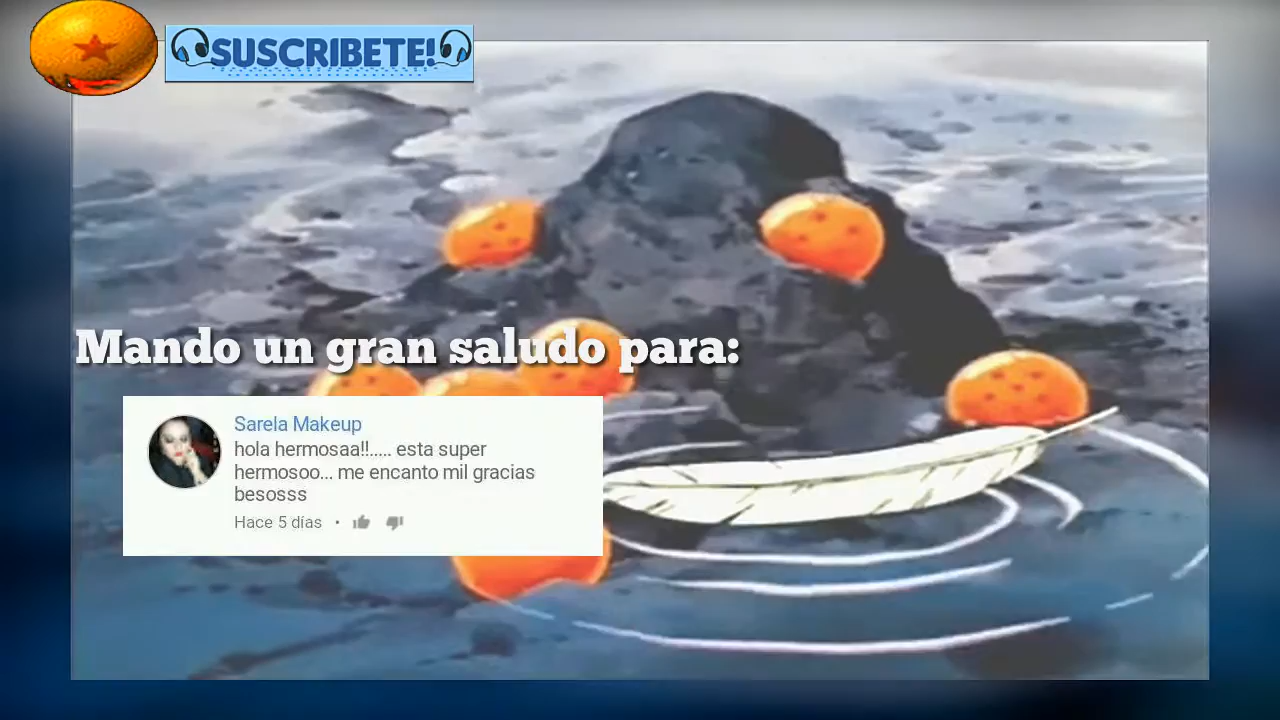 SUSCRIBETE!
Mando un gran saludo para:
Sarela Makeup
hola hermosaa!!..... esta super
hermosoo... me encanto mil gracias
besosss
Hace 5 días •